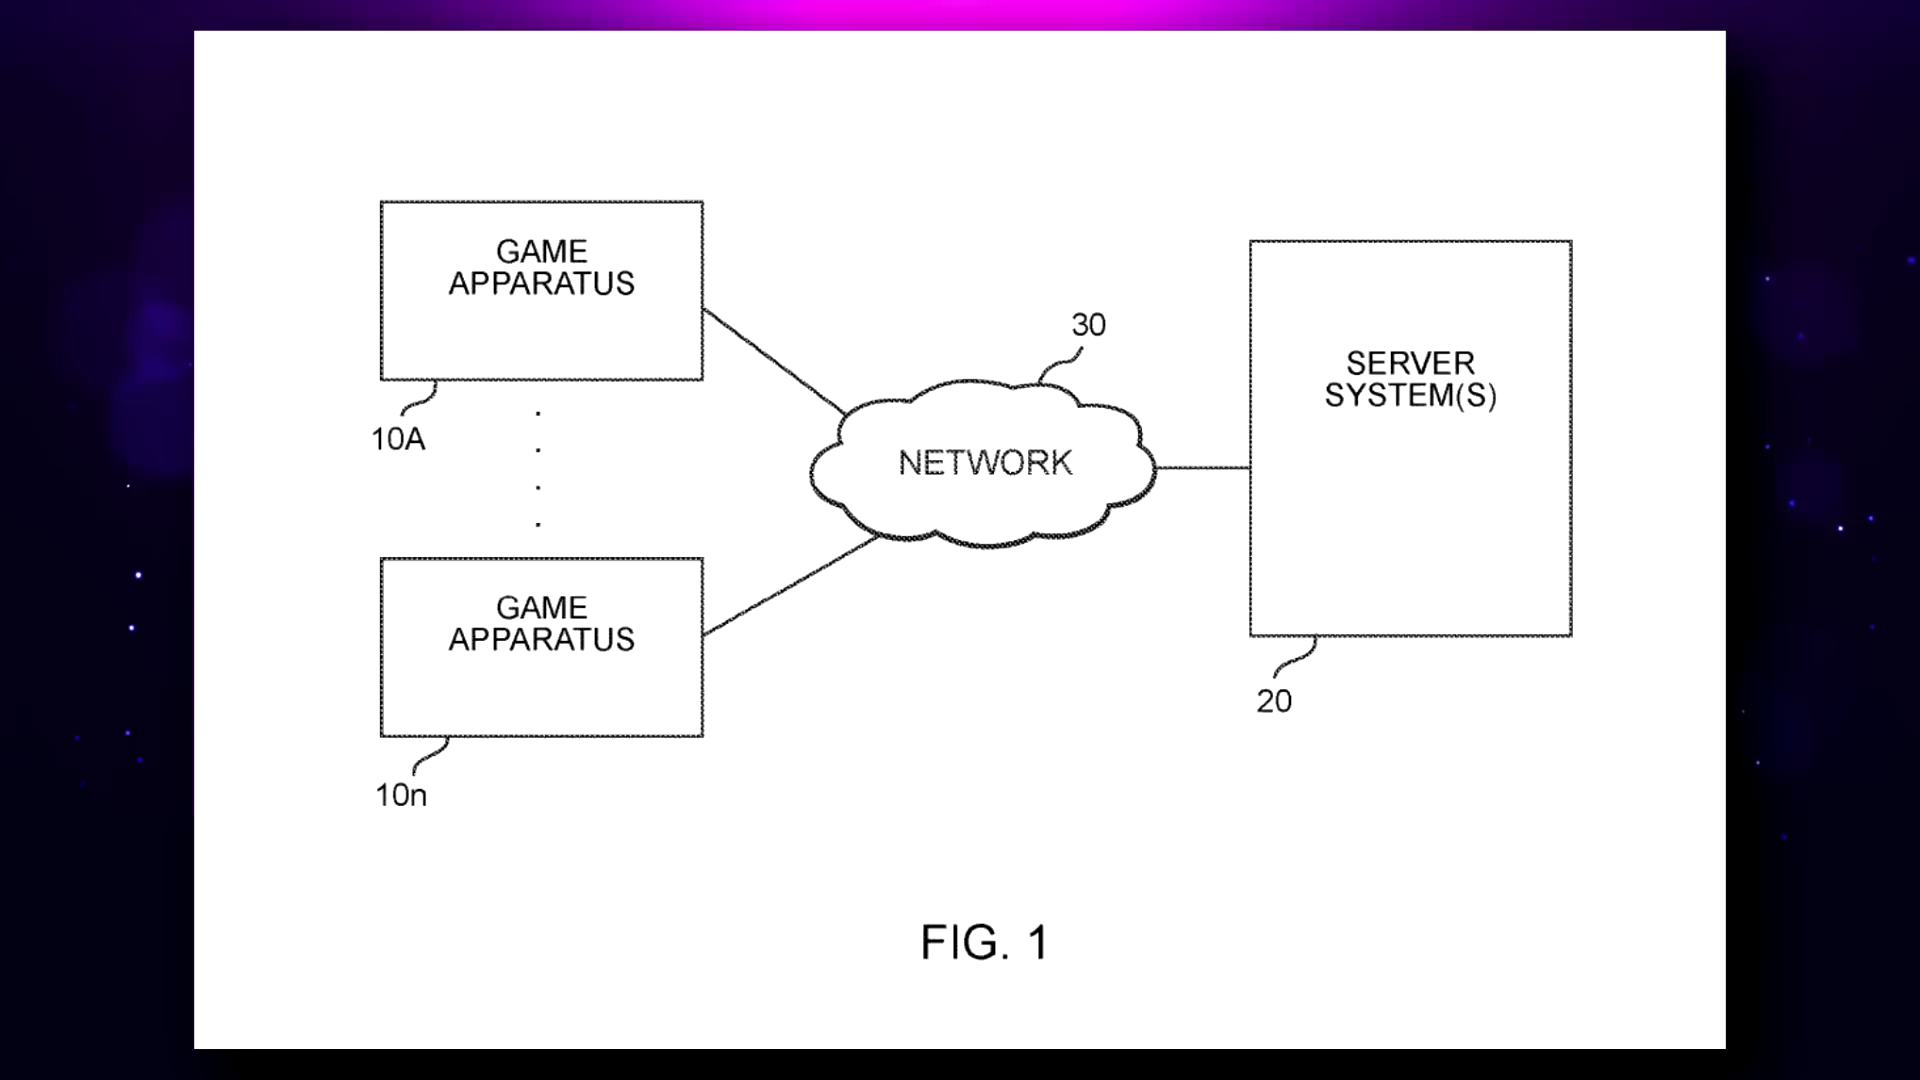 GAME
APPARATUS
10A
GAME
APPARATUS
10n
30
NETWORK
SERVER
SYSTEM(S)
20
FIG. 1